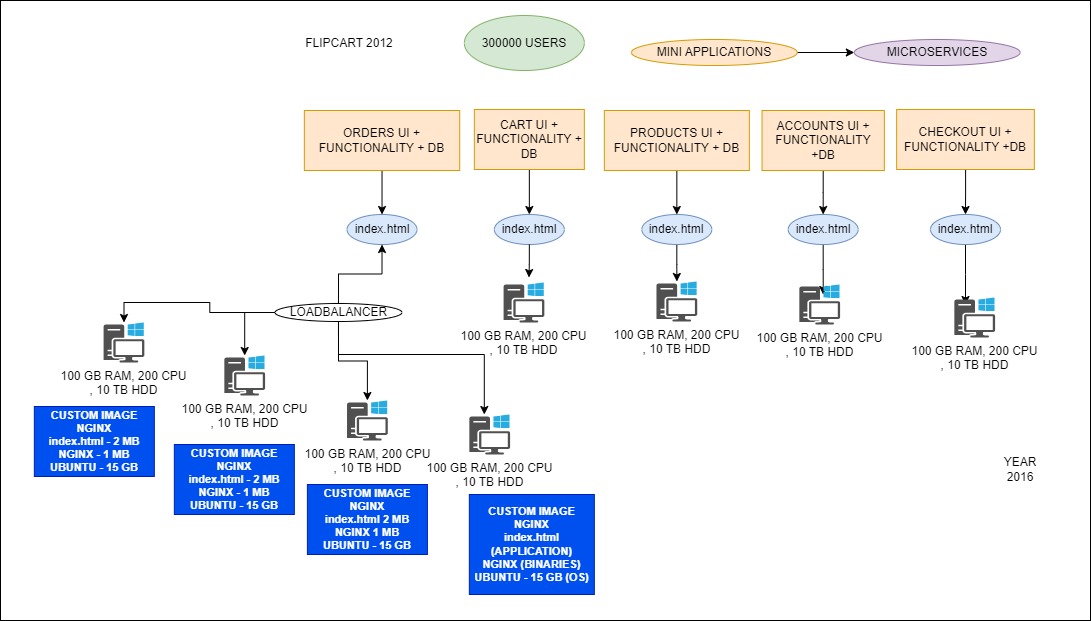 FLIPCART 2012
300000 USERS
MINI APPLICATIONS
MICROSERVICES
ORDERS UI +
FUNCTIONALITY + DB
CART UI +
FUNCTIONALITY +
DB
PRODUCTS UI +
FUNCTIONALITY + DB
ACCOUNTS UI +
FUNCTIONALITY
+DB
CHECKOUT UI +
FUNCTIONALITY +DB
index.html
index.html
index.html
index.html
index.html
LOADBALANCER
100 GB RAM, 200 CPU
, 10 TB HDD
100 GB RAM, 200 CPU
, 10 TB HDD
100 GB RAM, 200 CPU
, 10 TB HDD
100 GB RAM, 200 CPU
, 10 TB HDD
100 GB RAM, 200 CPU
, 10 TB HDD
CUSTOM IMAGE
NGINX
index.html - 2 MB
NGINX - 1 MB
UBUNTU - 15 GB
100 GB RAM, 200 CPU
, 10 TB HDD
CUSTOM IMAGE
NGINX
index.html - 2 MB
NGINX - 1 MB
UBUNTU - 15 GB
100 GB RAM, 200 CPU
, 10 TB HDD
CUSTOM IMAGE
NGINX
index.html 2 MB
NGINX 1 MB
UBUNTU - 15 GB
100 GB RAM, 200 CPU
, 10 TB HDD
CUSTOM IMAGE
NGINX
index.html
(APPLICATION)
NGINX (BINARIES)
UBUNTU - 15 GB (OS)
YEAR
2016